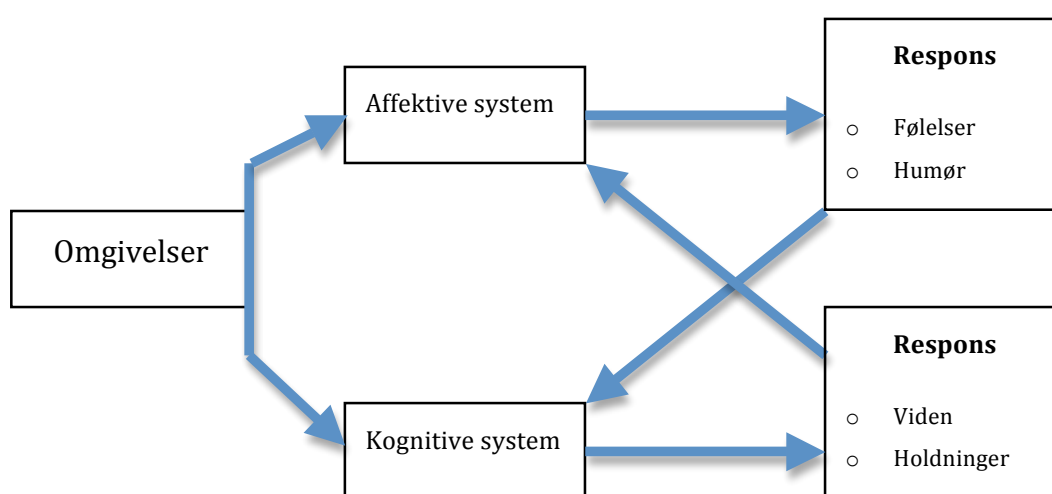 Affektive system
Respons
o Følelser
o Humør
Omgivelser
Kognitive system
Respons
o Viden
o Holdninger